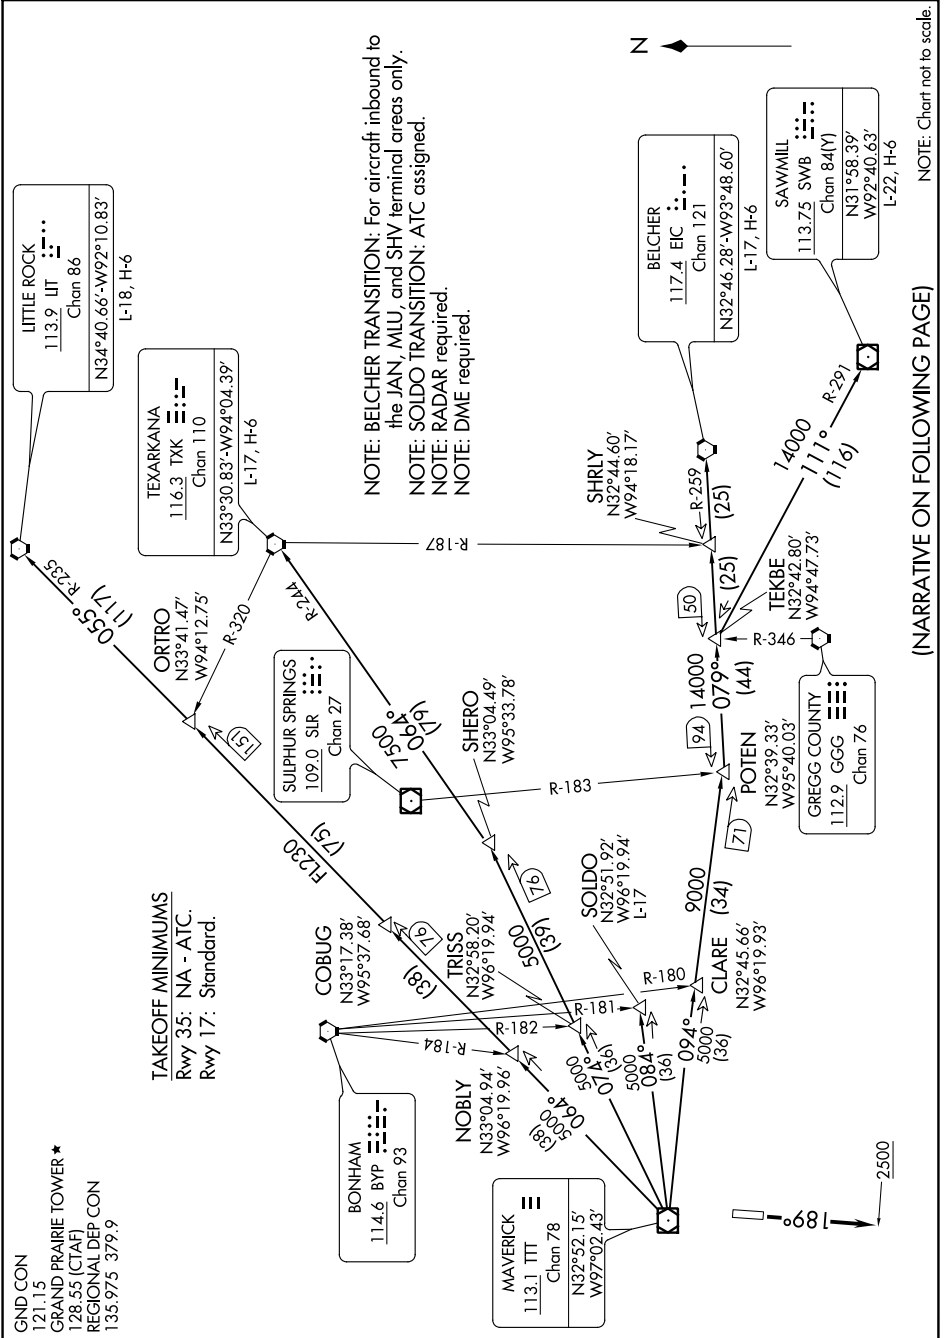 GND CON
121.15
GRAND PRAIRIE TOWER ★
128.55 (CTAF)
REGIONAL DEP CON
135.975 379.9
TAKEOFF MINIMUMS
Rwy 35: NA - ATC.
Rwy 17: Standard.
LITTLE ROCK
113.9 LIT
Chan 86
N34°40.66′-W92°10.83′
L-18, H-6
TEXARKANA
116.3 TXK
Chan 110
N33°30.83′-W94°04.39′
L-17, H-6
R-235
055°
(117)
ORTRO
N33°41.47′
W94°12.75′
R-320
R-244
R-187
151
FL230
(75)
SULPHUR SPRINGS
109.0 SLR
Chan 27
7500
064°
(79)
SHERO
N33°04.49′
W95°33.78′
R-183
COBUG
N33°17.38′
W95°37.68′
76
(38)
TRISS
N32°58.20′
W96°19.94′
5000
(39)
76
SOLDO
N32°51.92′
W96°19.94′
L-17
BONHAM
114.6 BYP
Chan 93
R-184
R-182
R-181
R-180
NOBLY
N33°04.94′
W96°19.96′
064°
5000
(38)
5000
074°
(36)
5000
084°
(36)
094°
5000
(36)
CLARE
N32°45.66′
W96°19.93′
9000
(34)
71
POTEN
N32°39.33′
W95°40.03′
94
14000
079°
(44)
GREGG COUNTY
112.9 GGG
Chan 76
R-346
TEKBE
N32°42.80′
W94°47.73′
50
(25)
SHRLY
N32°44.60′
W94°18.17′
R-259
(25)
BELCHER
117.4 EIC
Chan 121
N32°46.28′-W93°48.60′
L-17, H-6
14000
111°
(116)
R-291
SAWMILL
113.75 SWB
Chan 84(Y)
N31°58.39′
W92°40.63′
L-22, H-6
MAVERICK
113.1 TTT
Chan 78
N32°52.15′
W97°02.43′
189°
2500
NOTE: BELCHER TRANSITION: For aircraft inbound to
the JAN, MLU, and SHV terminal areas only.
NOTE: SOLDO TRANSITION: ATC assigned.
NOTE: RADAR required.
NOTE: DME required.
N
(NARRATIVE ON FOLLOWING PAGE)
NOTE: Chart not to scale.